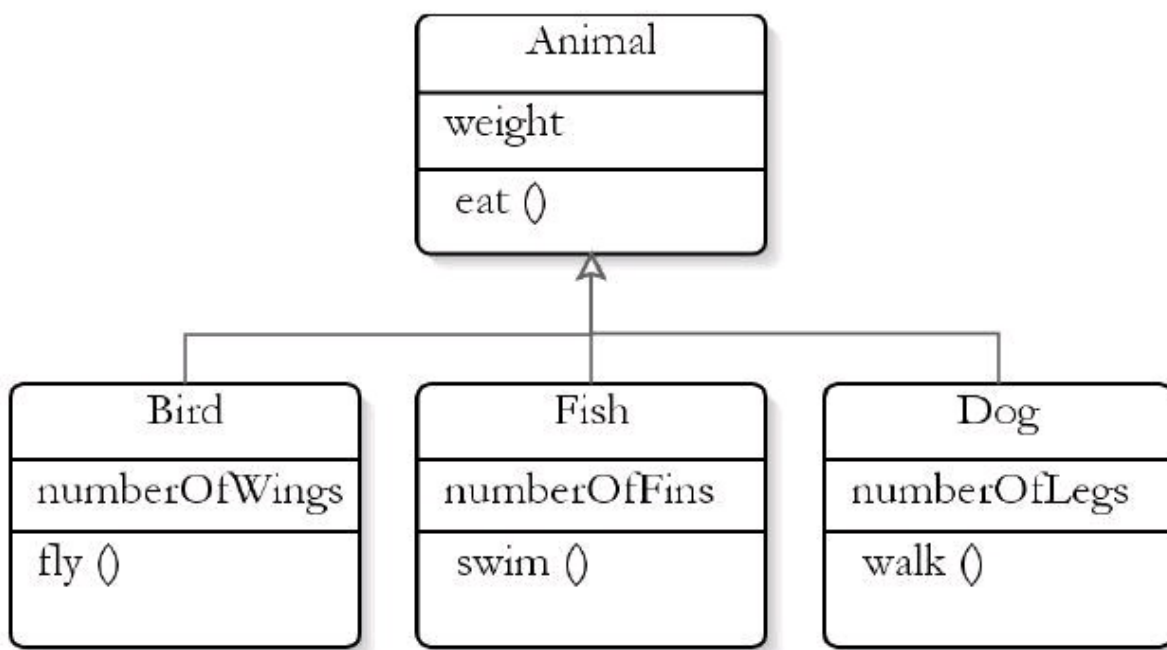 Animal
weight
eat ()
Bird
numberOfWings
fly ()
Fish
numberOfFins
swim ()
Dog
numberOfLegs
walk ()